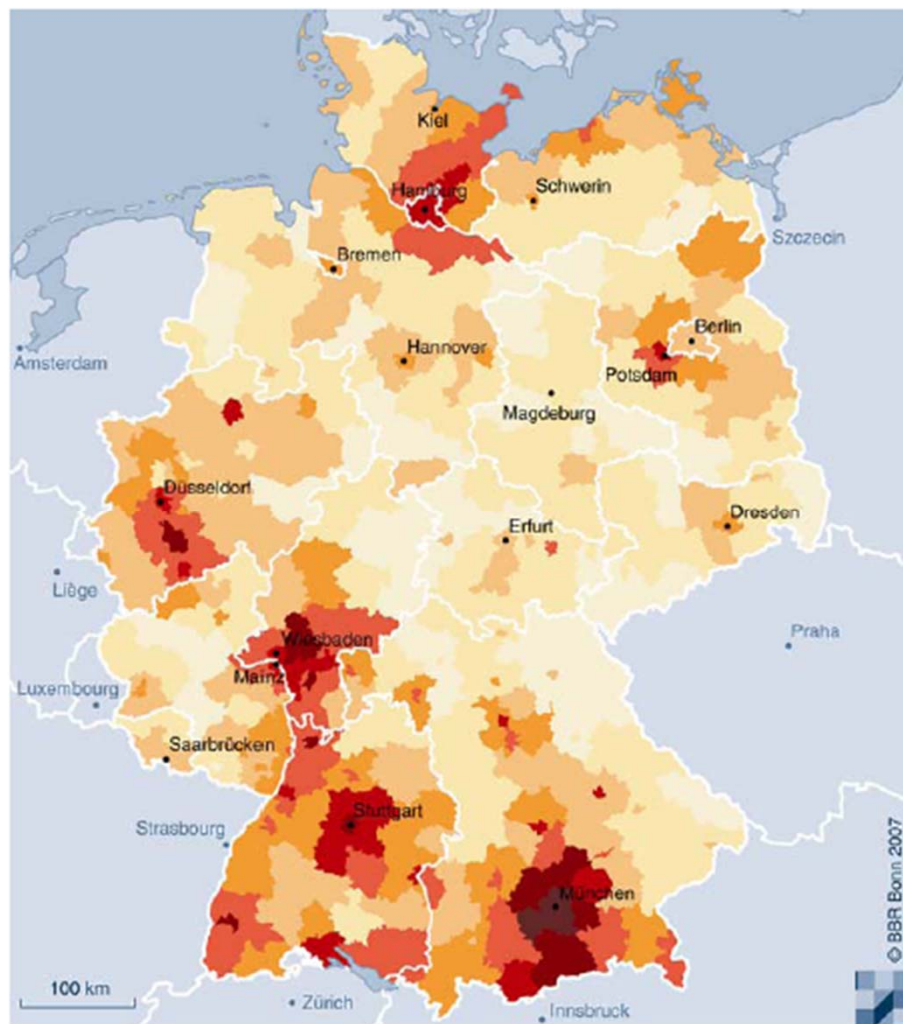 Kiel
Hamburg
Schwerin
Szczecin
Bremen
Berlin
Amsterdam
Hannover
Potsdam
Magdeburg
Düsseldorf
Erfurt
Dresden
Liège
Wiesbaden
Praha
Mainz
Luxembourg
Saarbrücken
Stuttgart
Strasbourg
München
© BBR Bonn 2007
100 km
Zürich
Innsbruck